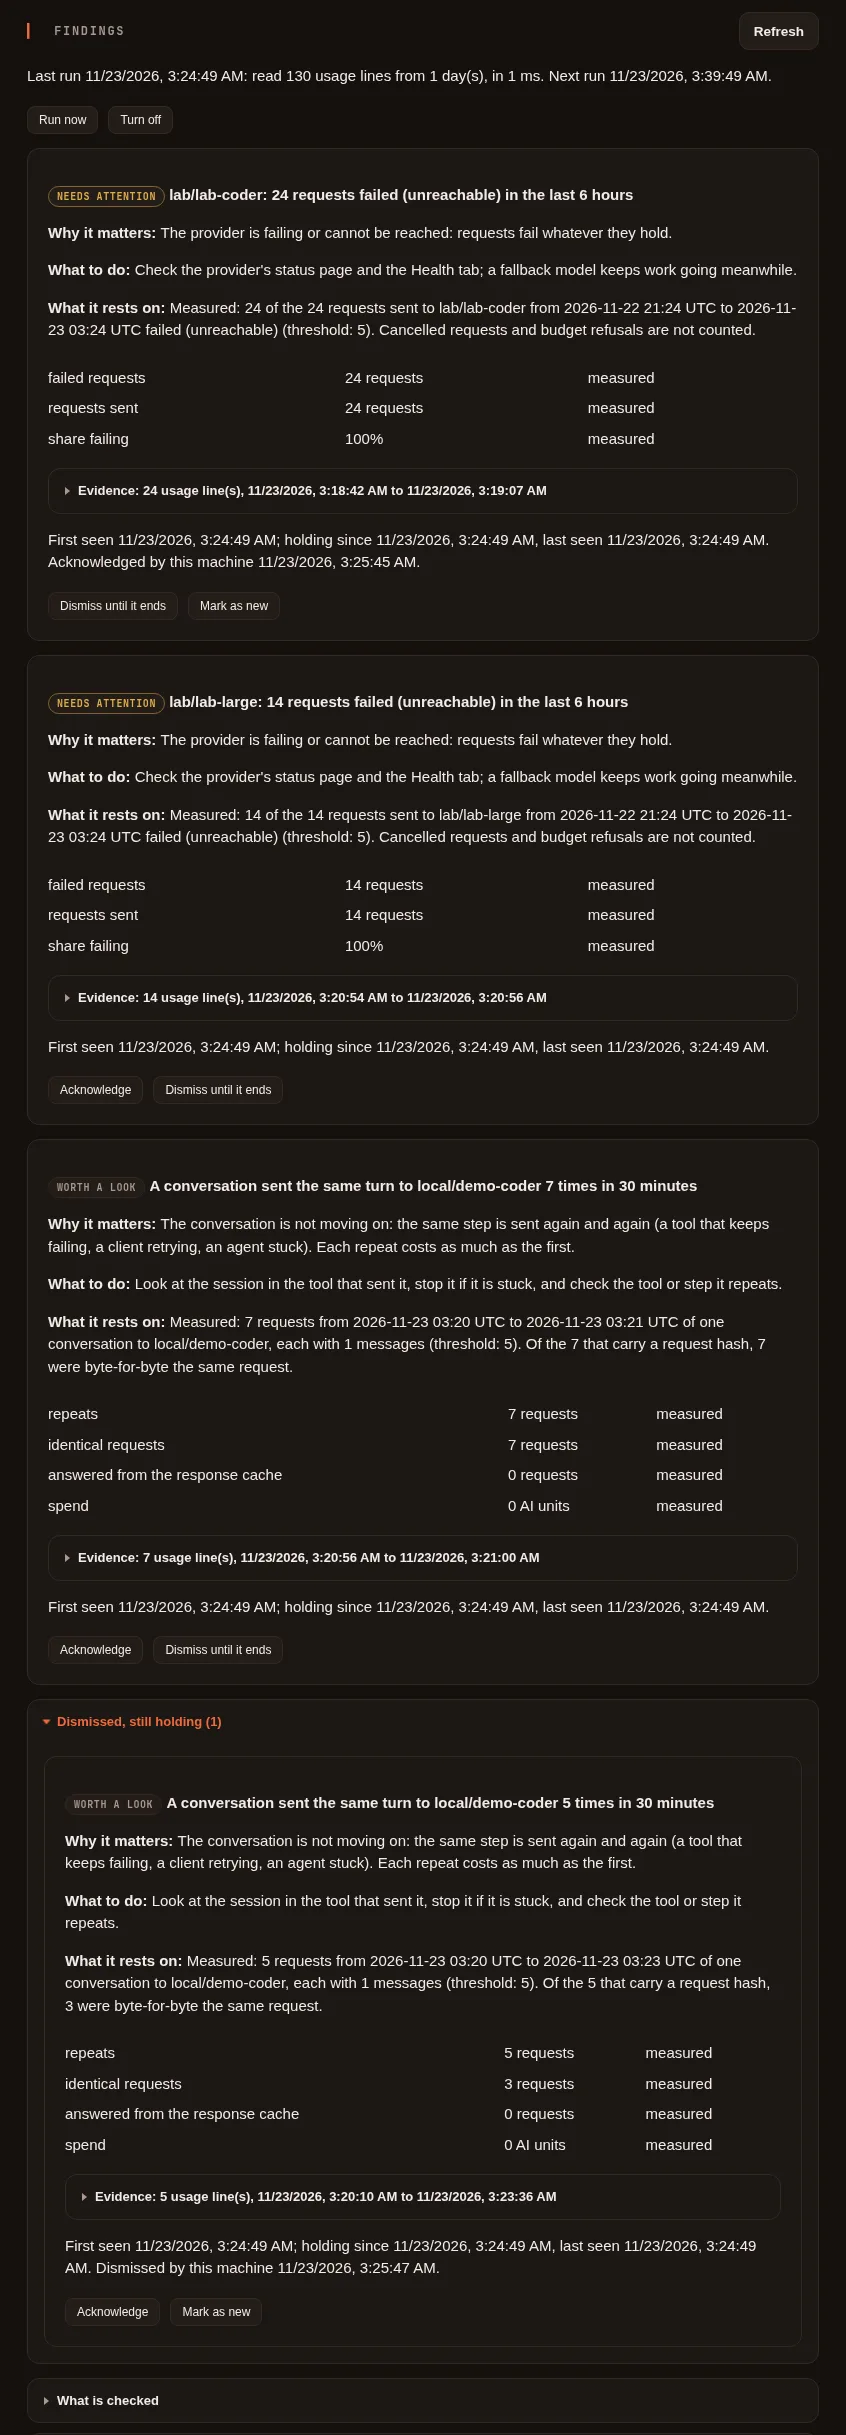 FINDINGS
Refresh
Last run 11/23/2026, 3:24:49 AM: read 130 usage lines from 1 day(s), in 1 ms. Next run 11/23/2026, 3:39:49 AM.
Run now
Turn off
NEEDS ATTENTION lab/lab-coder: 24 requests failed (unreachable) in the last 6 hours
Why it matters: The provider is failing or cannot be reached: requests fail whatever they hold.
What to do: Check the provider's status page and the Health tab; a fallback model keeps work going meanwhile.
What it rests on: Measured: 24 of the 24 requests sent to lab/lab-coder from 2026-11-22 21:24 UTC to 2026-11-
23 03:24 UTC failed (unreachable) (threshold: 5). Cancelled requests and budget refusals are not counted.
failed requests 24 requests measured
requests sent 24 requests measured
share failing 100% measured
Evidence: 24 usage line(s), 11/23/2026, 3:18:42 AM to 11/23/2026, 3:19:07 AM
First seen 11/23/2026, 3:24:49 AM; holding since 11/23/2026, 3:24:49 AM, last seen 11/23/2026, 3:24:49 AM.
Acknowledged by this machine 11/23/2026, 3:25:45 AM.
Dismiss until it ends
Mark as new
NEEDS ATTENTION lab/lab-large: 14 requests failed (unreachable) in the last 6 hours
Why it matters: The provider is failing or cannot be reached: requests fail whatever they hold.
What to do: Check the provider's status page and the Health tab; a fallback model keeps work going meanwhile.
What it rests on: Measured: 14 of the 14 requests sent to lab/lab-large from 2026-11-22 21:24 UTC to 2026-11-
23 03:24 UTC failed (unreachable) (threshold: 5). Cancelled requests and budget refusals are not counted.
failed requests 14 requests measured
requests sent 14 requests measured
share failing 100% measured
Evidence: 14 usage line(s), 11/23/2026, 3:20:54 AM to 11/23/2026, 3:20:56 AM
First seen 11/23/2026, 3:24:49 AM; holding since 11/23/2026, 3:24:49 AM, last seen 11/23/2026, 3:24:49 AM.
Acknowledge
Dismiss until it ends
WORTH A LOOK A conversation sent the same turn to local/demo-coder 7 times in 30 minutes
Why it matters: The conversation is not moving on: the same step is sent again and again (a tool that keeps
failing, a client retrying, an agent stuck). Each repeat costs as much as the first.
What to do: Look at the session in the tool that sent it, stop it if it is stuck, and check the tool or step it repeats.
What it rests on: Measured: 7 requests from 2026-11-23 03:20 UTC to 2026-11-23 03:21 UTC of one
conversation to local/demo-coder, each with 1 messages (threshold: 5). Of the 7 that carry a request hash, 7
were byte-for-byte the same request.
repeats 7 requests measured
identical requests 7 requests measured
answered from the response cache 0 requests measured
spend 0 AI units measured
Evidence: 7 usage line(s), 11/23/2026, 3:20:56 AM to 11/23/2026, 3:21:00 AM
First seen 11/23/2026, 3:24:49 AM; holding since 11/23/2026, 3:24:49 AM, last seen 11/23/2026, 3:24:49 AM.
Acknowledge
Dismiss until it ends
Dismissed, still holding (1)
WORTH A LOOK A conversation sent the same turn to local/demo-coder 5 times in 30 minutes
Why it matters: The conversation is not moving on: the same step is sent again and again (a tool that
keeps failing, a client retrying, an agent stuck). Each repeat costs as much as the first.
What to do: Look at the session in the tool that sent it, stop it if it is stuck, and check the tool or step it
repeats.
What it rests on: Measured: 5 requests from 2026-11-23 03:20 UTC to 2026-11-23 03:23 UTC of one
conversation to local/demo-coder, each with 1 messages (threshold: 5). Of the 5 that carry a request hash,
3 were byte-for-byte the same request.
repeats 5 requests measured
identical requests 3 requests measured
answered from the response cache 0 requests measured
spend 0 AI units measured
Evidence: 5 usage line(s), 11/23/2026, 3:20:10 AM to 11/23/2026, 3:23:36 AM
First seen 11/23/2026, 3:24:49 AM; holding since 11/23/2026, 3:24:49 AM, last seen 11/23/2026, 3:24:49
AM. Dismissed by this machine 11/23/2026, 3:25:47 AM.
Acknowledge
Mark as new
What is checked